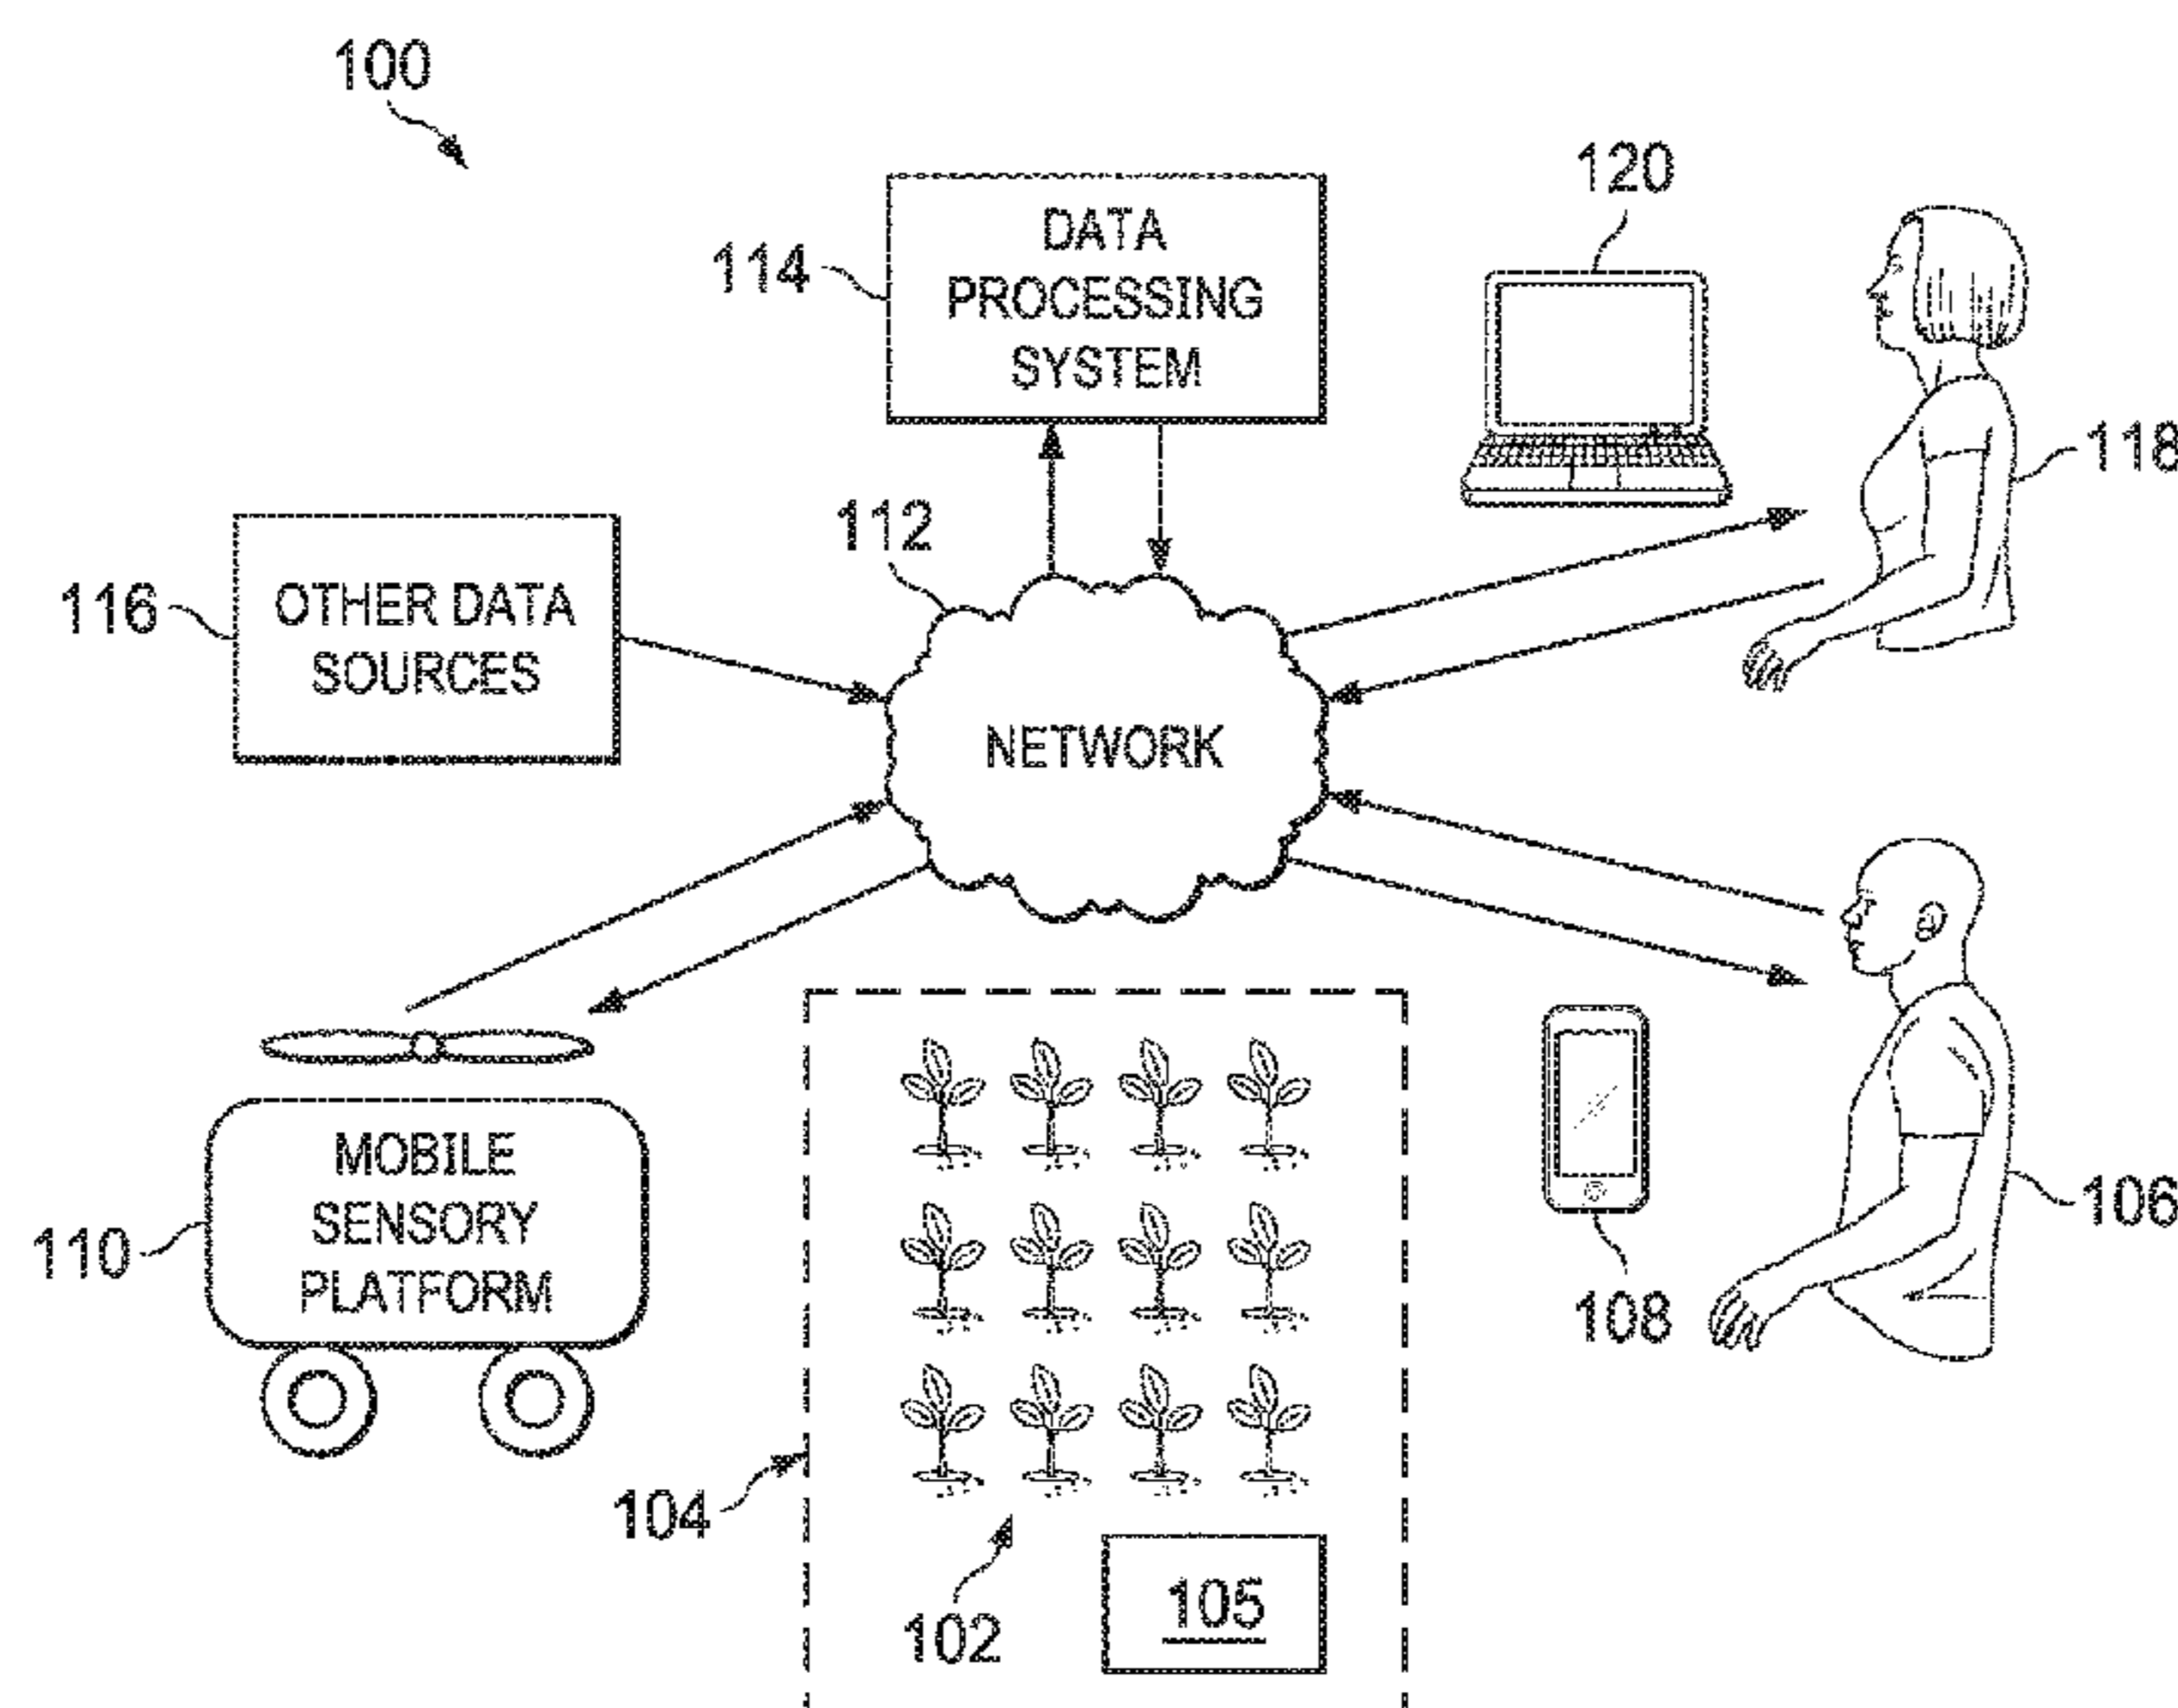 100
120
DATA
PROCESSING
SYSTEM
114
118
112
116
OTHER DATA
SOURCES
NETWORK
MOBILE
SENSORY
PLATFORM
110
106
108
104
102
105